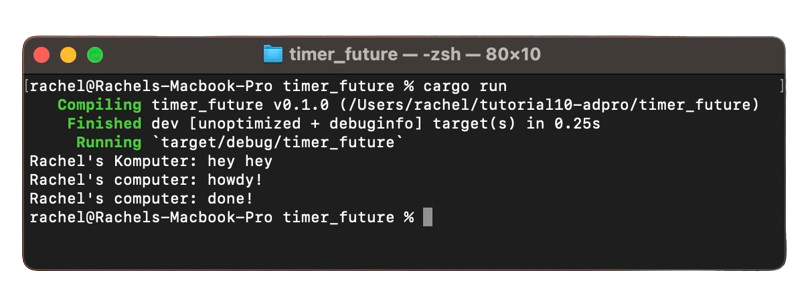 timer_future — -zsh — 80×10
[rachel@Rachels-Macbook-Pro timer_future % cargo run ]
Compiling timer_future v0.1.0 (/Users/rachel/tutorial10-adpro/timer_future)
Finished dev [unoptimized + debuginfo] target(s) in 0.25s
Running `target/debug/timer_future`
Rachel's Komputer: hey hey
Rachel's computer: howdy!
Rachel's computer: done!
rachel@Rachels-Macbook-Pro timer_future %